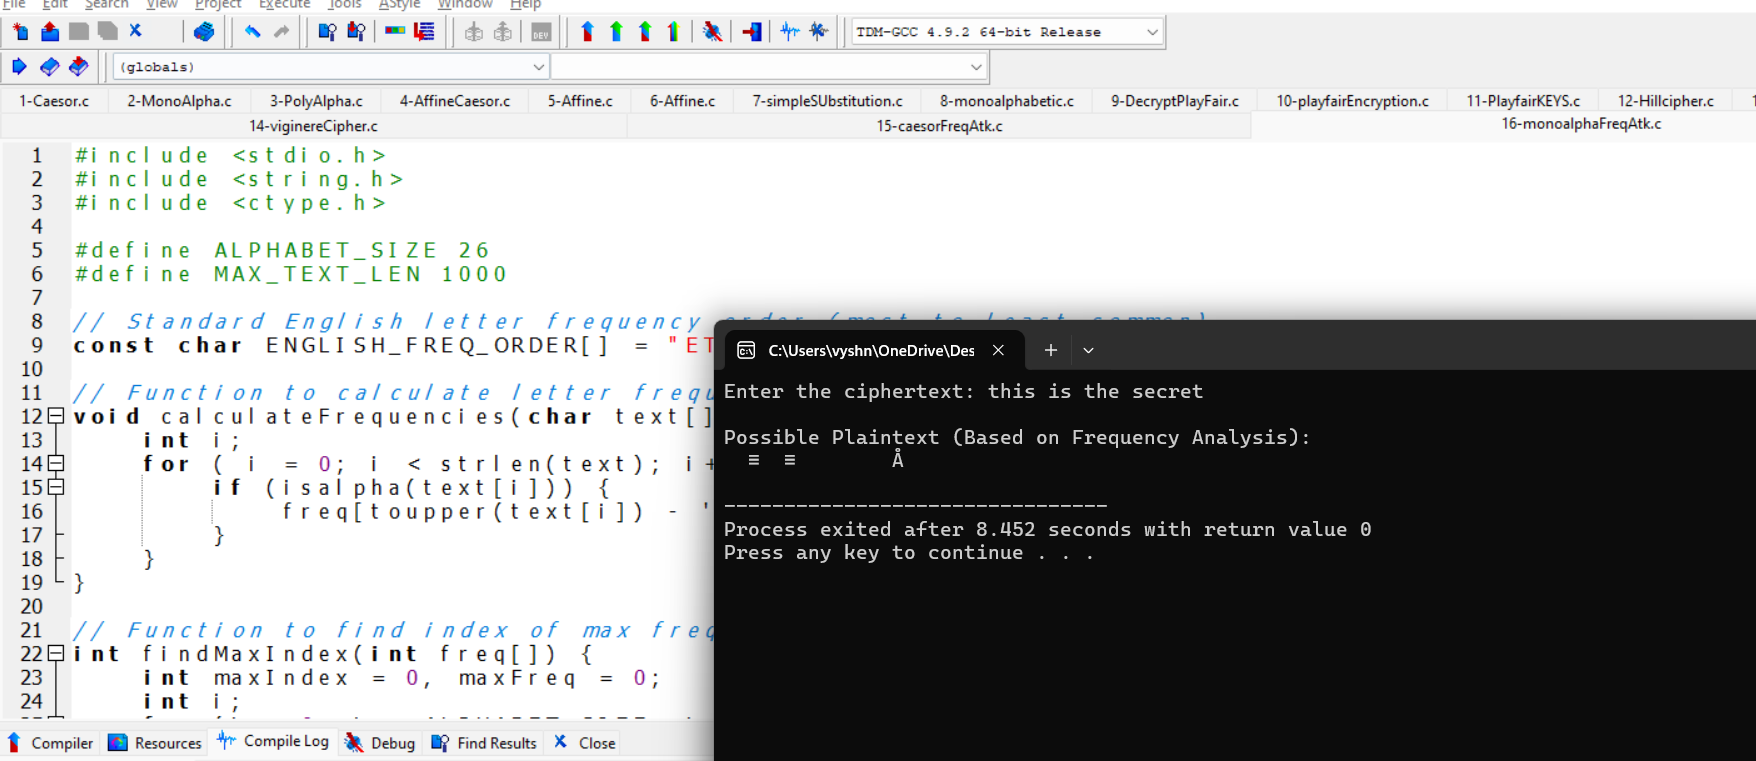 File Edit Search View Project Execute Tools AStyle Window Help
DEV
TDM-GCC 4.9.2 64-bit Release
(globals)
1-Caesor.c 2-MonoAlpha.c 3-PolyAlpha.c 4-AffineCaesor.c 5-Affine.c 6-Affine.c 7-simpleSUbstitution.c 8-monoalphabetic.c 9-DecryptPlayFair.c 10-playfairEncryption.c 11-PlayfairKEYS.c 12-Hillcipher.c
14-viginereCipher.c 15-caesorFreqAtk.c 16-monoalphaFreqAtk.c
1 #include <stdio.h>
2 #include <string.h>
3 #include <ctype.h>
4
5 #define ALPHABET_SIZE 26
6 #define MAX_TEXT_LEN 1000
7
8 // Standard English letter frequency order (most to least common)
9 const char ENGLISH_FREQ_ORDER[] = "ET
10
11 // Function to calculate letter frequ
12 void calculateFrequencies(char text[]
13 int i;
14 for ( i = 0; i < strlen(text); i+
15 if (isalpha(text[i])) {
16 freq[toupper(text[i]) - '
17 }
18 }
19 }
20
21 // Function to find index of max freq
22 int findMaxIndex(int freq[]) {
23 int maxIndex = 0, maxFreq = 0;
24 int i;
C:\Users\vyshn\OneDrive\Des
Enter the ciphertext: this is the secret
Possible Plaintext (Based on Frequency Analysis):
≡ ≡ Å
--------------------------------
Process exited after 8.452 seconds with return value 0
Press any key to continue . . .
Compiler Resources Compile Log Debug Find Results Close